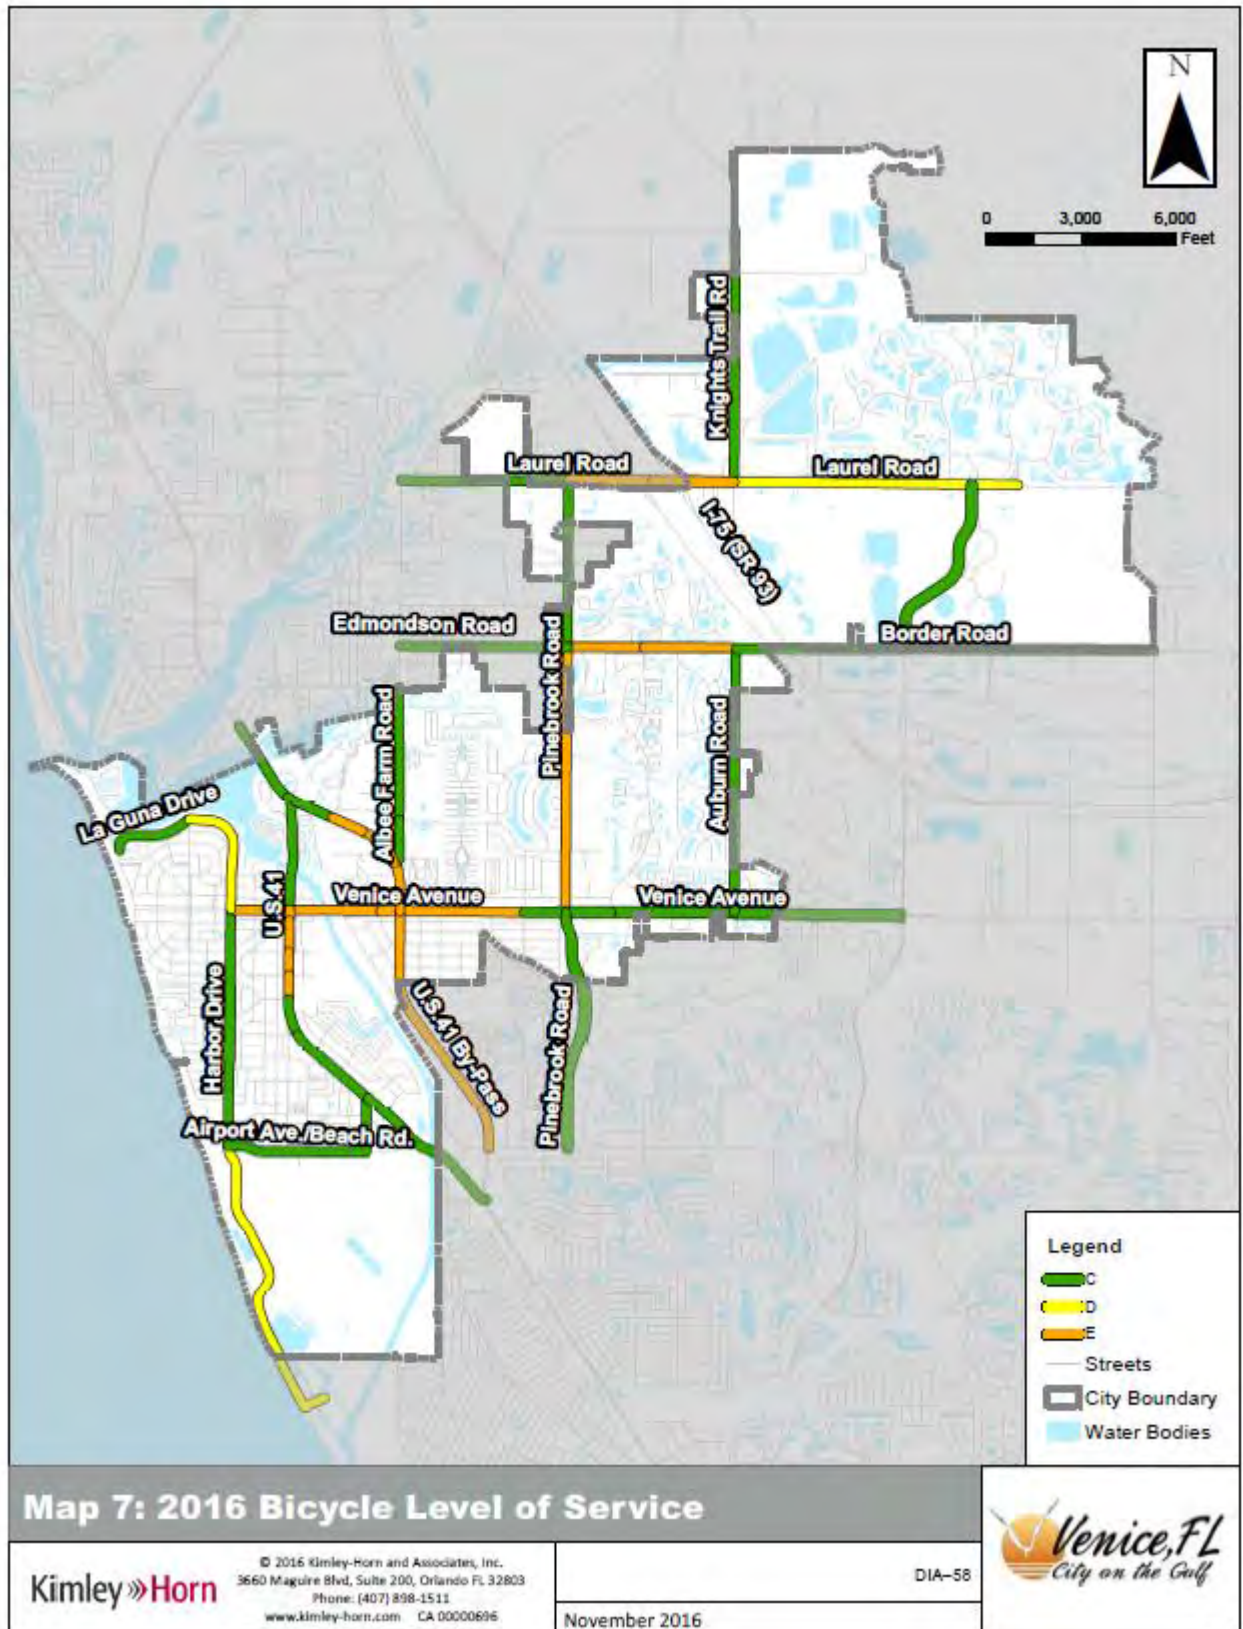 N
0 3,000 6,000
Feet
Knights Trail Rd
Laurel Road
Laurel Road
I-75 (SR 93)
Edmondson Road
Pinebrook Road
Border Road
Albee Farm Road
Auburn Road
La Guna Drive
U.S.41
Venice Avenue
Venice Avenue
Harbor Drive
U.S.41 By-Pass
Pinebrook Road
Airport Ave./Beach Rd.
Legend
C
D
E
Streets
City Boundary
Water Bodies
Map 7: 2016 Bicycle Level of Service
Venice, FL
City on the Gulf
Kimley»Horn
© 2016 Kimley-Horn and Associates, Inc.
3660 Maguire Blvd, Suite 200, Orlando FL 32803
Phone: (407) 898-1511
www.kimley-horn.com CA 00000696
DIA-58
November 2016